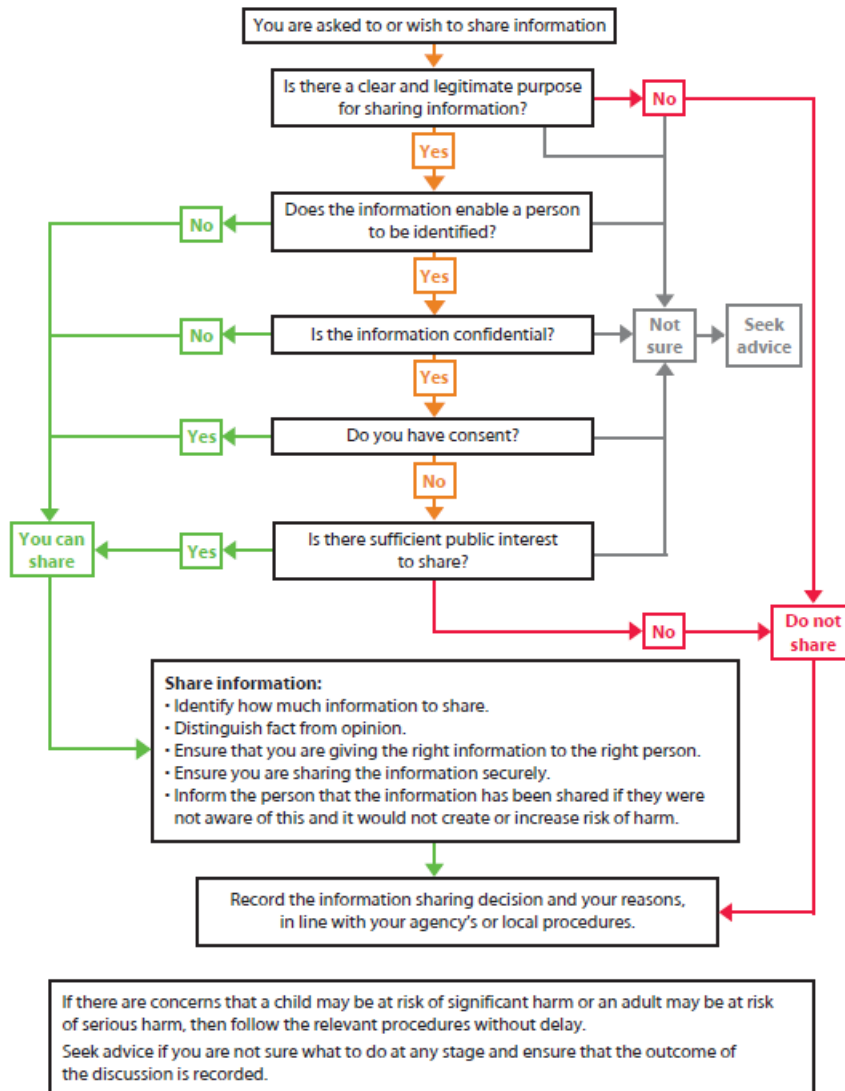 You are asked to or wish to share information
Is there a clear and legitimate purpose
for sharing information?
No
Yes
Does the information enable a person
to be identified?
No
Yes
Is the information confidential?
No
Not
sure
Seek
advice
Yes
Do you have consent?
Yes
No
Is there sufficient public interest
to share?
Yes
You can
share
No
Do not
share
Share information:
• Identify how much information to share.
• Distinguish fact from opinion.
• Ensure that you are giving the right information to the right person.
• Ensure you are sharing the information securely.
• Inform the person that the information has been shared if they were
not aware of this and it would not create or increase risk of harm.
Record the information sharing decision and your reasons,
in line with your agency's or local procedures.
If there are concerns that a child may be at risk of significant harm or an adult may be at risk
of serious harm, then follow the relevant procedures without delay.
Seek advice if you are not sure what to do at any stage and ensure that the outcome of
the discussion is recorded.